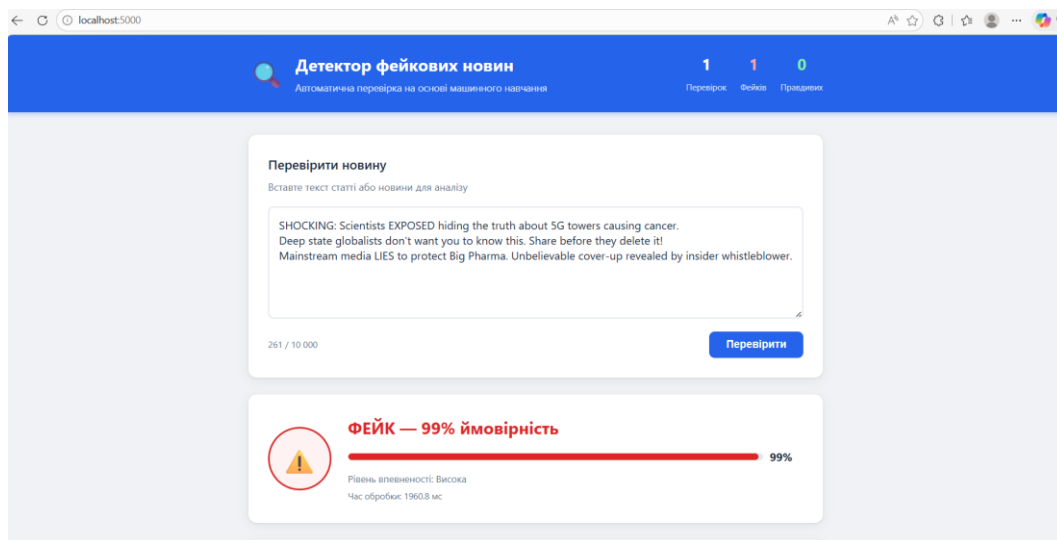 localhost:5000
Детектор фейкових новин
Автоматична перевірка на основі машинного навчання
1 1 0
Перевірок Фейків Правдивих
Перевірити новину
Вставте текст статті або новини для аналізу
SHOCKING: Scientists EXPOSED hiding the truth about 5G towers causing cancer.
Deep state globalists don't want you to know this. Share before they delete it!
Mainstream media LIES to protect Big Pharma. Unbelievable cover-up revealed by insider whistleblower.
261 / 10 000
Перевірити
ФЕЙК — 99% ймовірність
99%
Рівень впевненості: Висока
Час обробки: 1960.8 мс